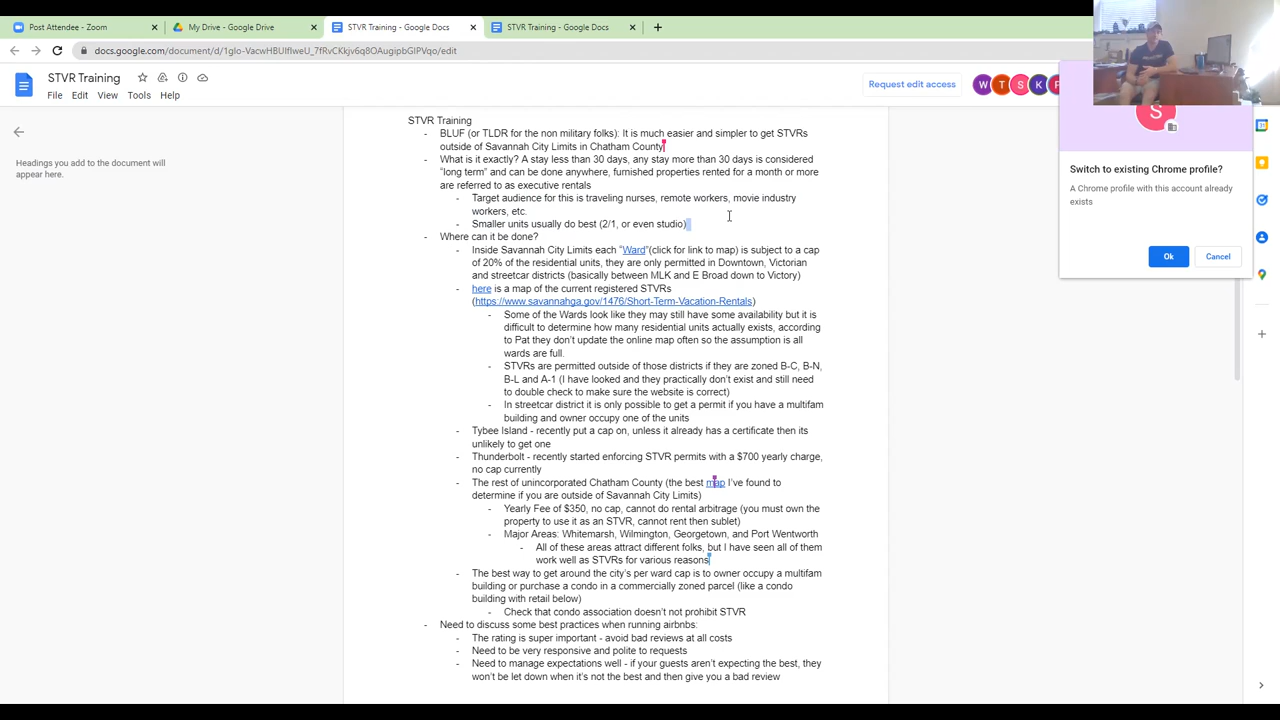 Post Attendee - Zoom
My Drive - Google Drive
STVR Training - Google Docs
STVR Training - Google Docs
STVR Training
File Edit View Tools Help
Request edit access
W T S K
Headings you add to the document will
appear here.
S
Switch to existing Chrome profile?
A Chrome profile with this account already
exists
Ok Cancel
STVR Training
- BLUF (or TLDR for the non military folks): It is much easier and simpler to get STVRs
outside of Savannah City Limits in Chatham County
- What is it exactly? A stay less than 30 days, any stay more than 30 days is considered
“long term” and can be done anywhere, furnished properties rented for a month or more
are referred to as executive rentals
- Target audience for this is traveling nurses, remote workers, movie industry
workers, etc.
- Smaller units usually do best (2/1, or even studio)
- Where can it be done?
- Inside Savannah City Limits each “Ward”(click for link to map) is subject to a cap
of 20% of the residential units, they are only permitted in Downtown, Victorian
and streetcar districts (basically between MLK and E Broad down to Victory)
- here is a map of the current registered STVRs
(https://www.savannahga.gov/1476/Short-Term-Vacation-Rentals)
- Some of the Wards look like they may still have some availability but it is
difficult to determine how many residential units actually exists, according
to Pat they don’t update the online map often so the assumption is all
wards are full.
- STVRs are permitted outside of those districts if they are zoned B-C, B-N,
B-L and A-1 (I have looked and they practically don’t exist and still need
to double check to make sure the website is correct)
- In streetcar district it is only possible to get a permit if you have a multifam
building and owner occupy one of the units
- Tybee Island - recently put a cap on, unless it already has a certificate then its
unlikely to get one
- Thunderbolt - recently started enforcing STVR permits with a $700 yearly charge,
no cap currently
- The rest of unincorporated Chatham County (the best map I’ve found to
determine if you are outside of Savannah City Limits)
- Yearly Fee of $350, no cap, cannot do rental arbitrage (you must own the
property to use it as an STVR, cannot rent then sublet)
- Major Areas: Whitemarsh, Wilmington, Georgetown, and Port Wentworth
- All of these areas attract different folks, but I have seen all of them
work well as STVRs for various reasons
- The best way to get around the city’s per ward cap is to owner occupy a multifam
building or purchase a condo in a commercially zoned parcel (like a condo
building with retail below)
- Check that condo association doesn’t not prohibit STVR
- Need to discuss some best practices when running airbnbs:
- The rating is super important - avoid bad reviews at all costs
- Need to be very responsive and polite to requests
- Need to manage expectations well - if your guests aren’t expecting the best, they
won’t be let down when it’s not the best and then give you a bad review